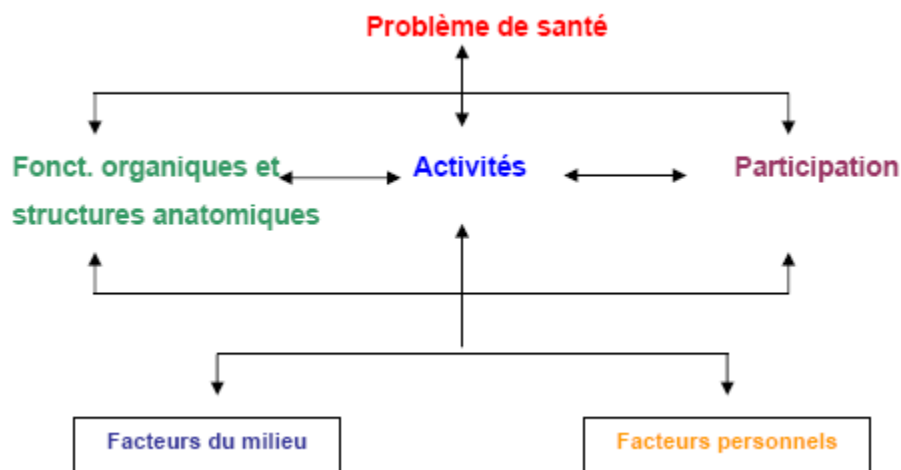 Problème de santé
Fonct. organiques et
structures anatomiques
Activités
Participation
Facteurs du milieu
Facteurs personnels